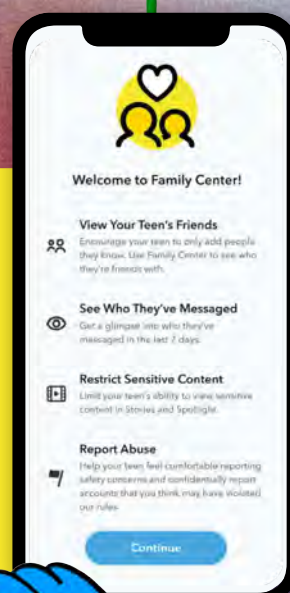 Welcome to Family Center!
View Your Teen's Friends
Encourage your teen to only add people
they know. Use Family Center to see who
they're friends with.
See Who They've Messaged
Get a glimpse into who they've
messaged in the last 7 days.
Restrict Sensitive Content
Limit your teen's ability to view sensitive
content in Stories and Spotlight.
Report Abuse
Help your teen feel comfortable reporting
safety concerns and confidentially report
accounts that you think may have violated
our rules.
Continue